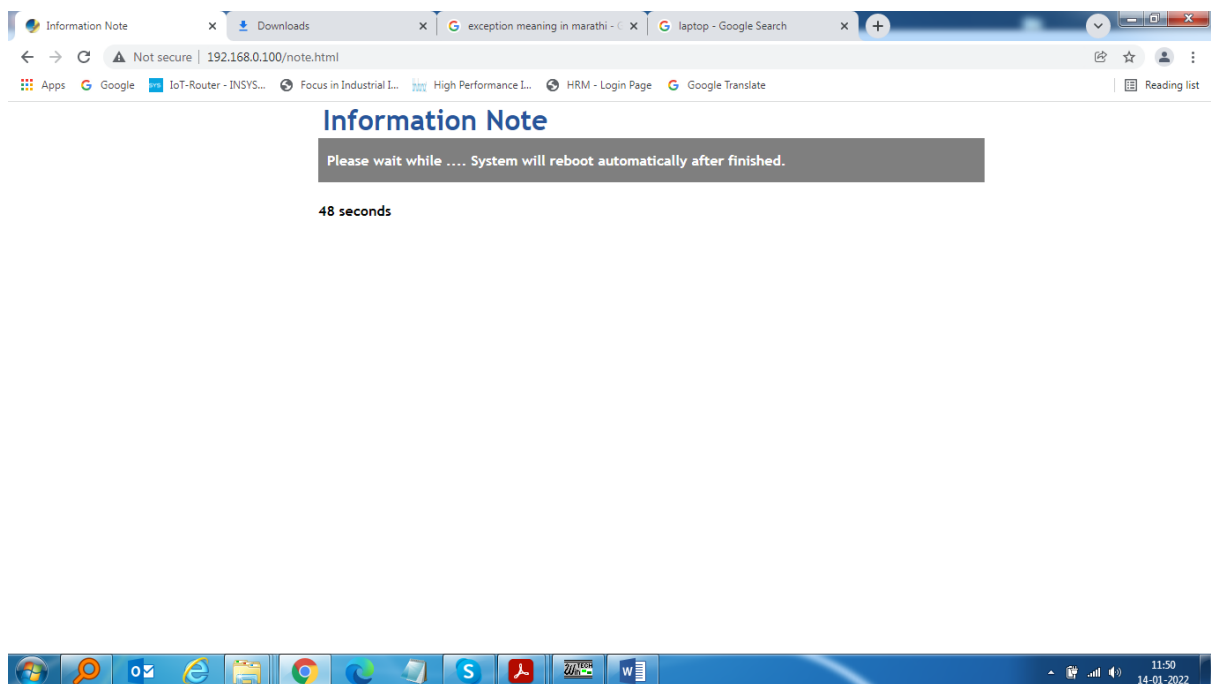 Information Note
Downloads
exception meaning in marathi -
laptop - Google Search
Not secure | 192.168.0.100/note.html
Apps Google IoT-Router - INSYS... Focus in Industrial I... High Performance I... HRM - Login Page Google Translate Reading list
Information Note
Please wait while .... System will reboot automatically after finished.
48 seconds
11:50
14-01-2022